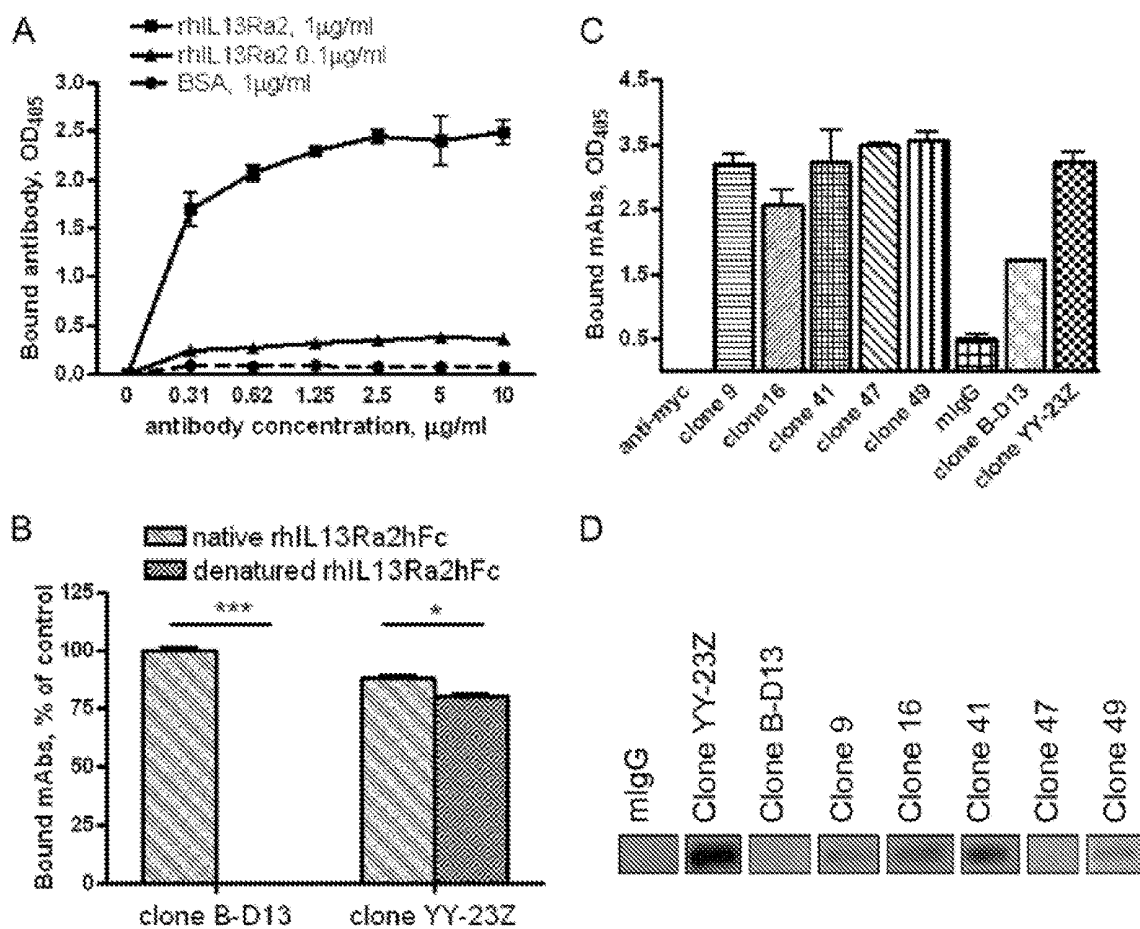 A
rhIL13Ra2, 1µg/ml
rhIL13Ra2 0.1µg/ml
BSA, 1µg/ml
Bound antibody, OD405
3.0
2.5
2.0
1.5
1.0
0.5
0.0
0 0.31 0.62 1.25 2.5 5 10
antibody concentration, µg/ml
C
Bound mAbs, OD405
4.5
3.5
2.5
1.5
0.5
anti-myc
clone 9
clone16
clone 41
clone 47
clone 49
mIgG
clone B-D13
clone YY-23Z
B
native rhIL13Ra2hFc
denatured rhIL13Ra2hFc
Bound mAbs, % of control
125
100
75
50
25
0
***
*
clone B-D13 clone YY-23Z
D
mIgG
Clone YY-23Z
Clone B-D13
Clone 9
Clone 16
Clone 41
Clone 47
Clone 49